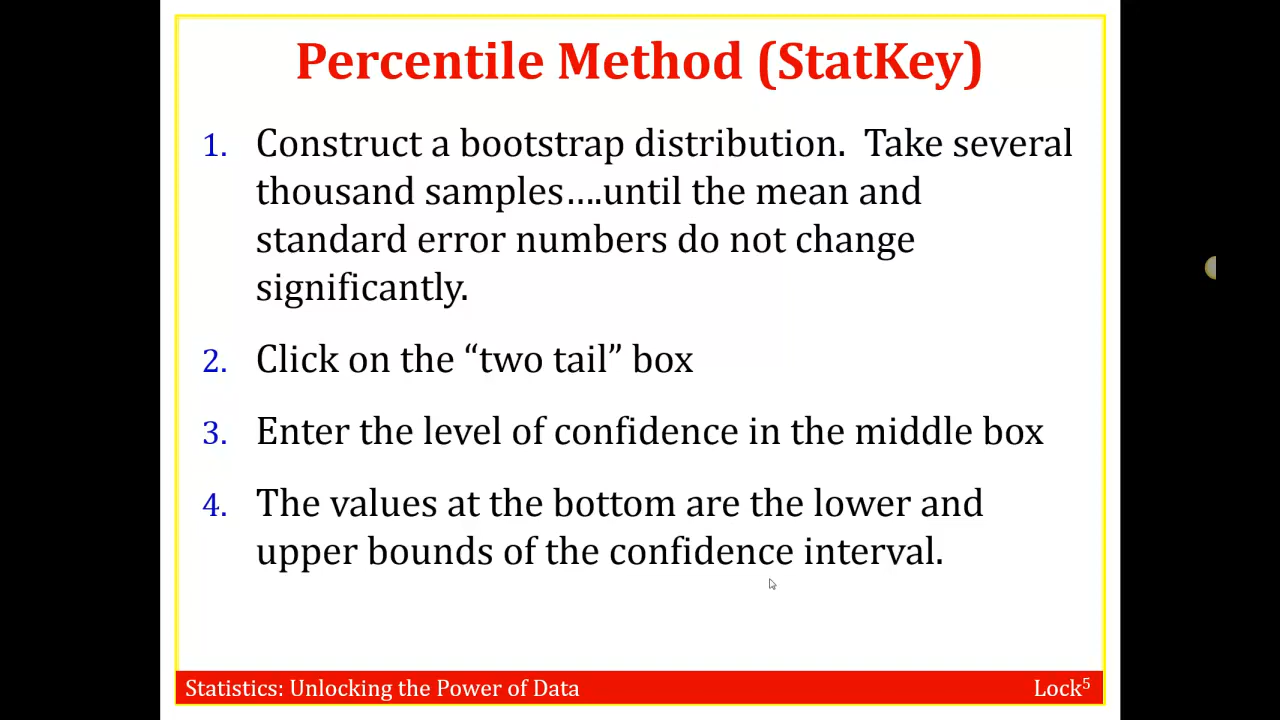 Percentile Method (StatKey)
1. Construct a bootstrap distribution.  Take several
thousand samples….until the mean and
standard error numbers do not change
significantly.
2. Click on the “two tail” box
3. Enter the level of confidence in the middle box
4. The values at the bottom are the lower and
upper bounds of the confidence interval.
Statistics: Unlocking the Power of Data
Lock⁵